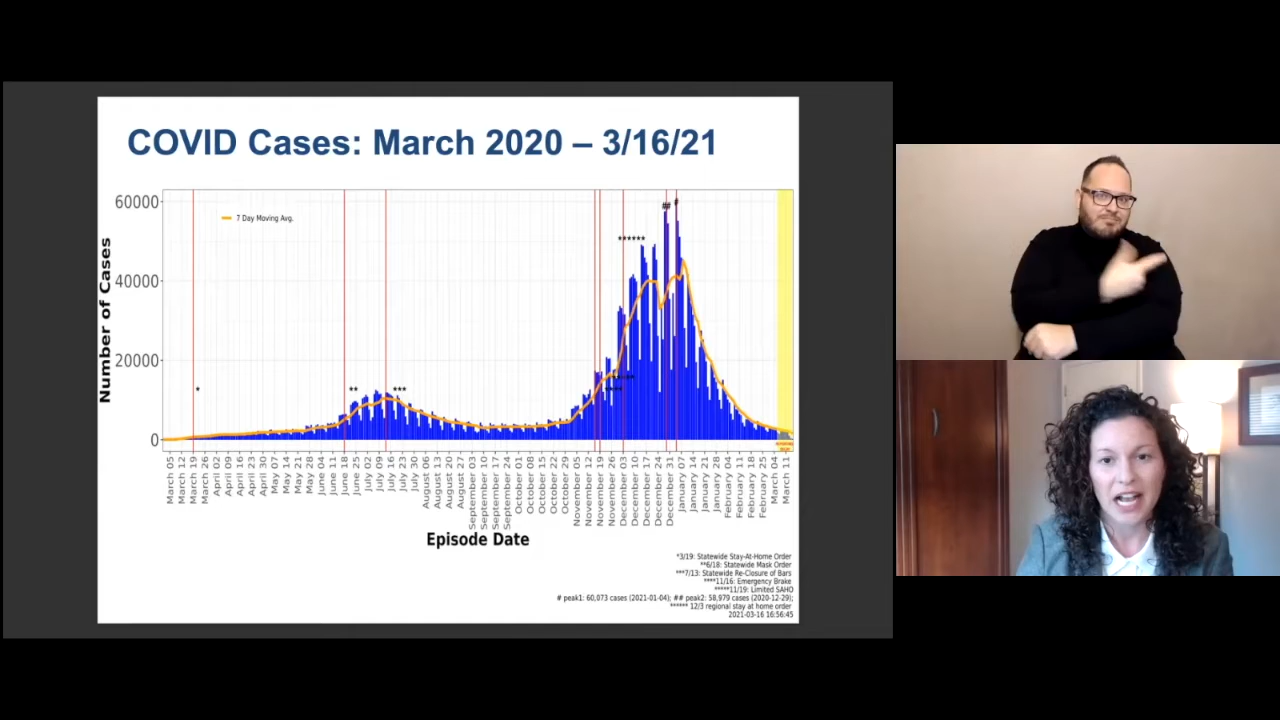 COVID Cases: March 2020 – 3/16/21
Number of Cases
60000
40000
20000
0
7 Day Moving Avg.
*
**
***
******
##
#
March 05
March 12
March 19
March 26
April 02
April 09
April 16
April 23
April 30
May 07
May 14
May 21
May 28
June 04
June 11
June 18
June 25
July 02
July 09
July 16
July 23
July 30
August 06
August 13
August 20
August 27
September 03
September 10
September 17
September 24
October 01
October 08
October 15
October 22
October 29
November 05
November 12
November 19
November 26
December 03
December 10
December 17
December 24
December 31
January 07
January 14
January 21
January 28
February 04
February 11
February 18
February 25
March 04
March 11
Episode Date
*3/19: Statewide Stay-At-Home Order
**6/18: Statewide Mask Order
***7/13: Statewide Re-Closure of Bars
****11/16: Emergency Brake
*****11/19: Limited SAHO
# peak1: 60,073 cases (2021-01-04); ## peak2: 58,979 cases (2020-12-29);
****** 12/3 regional stay at home order
2021-03-16 16:56:45